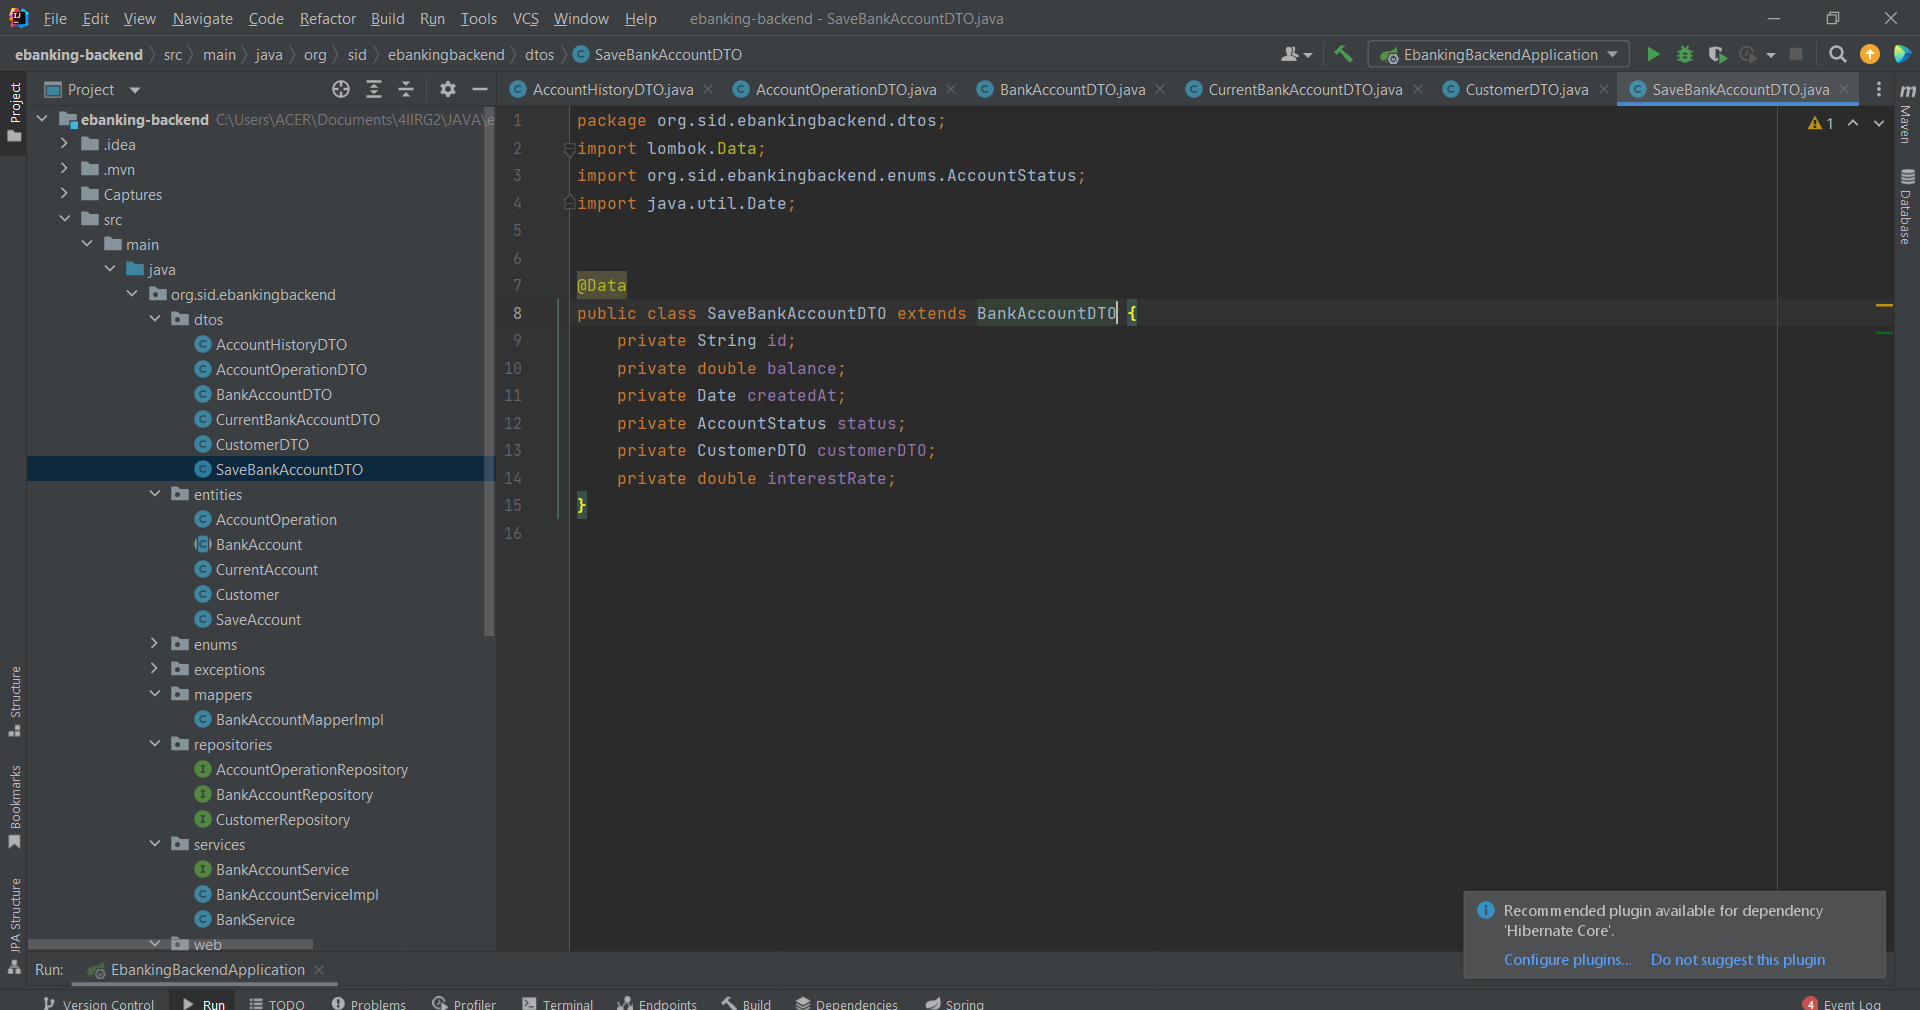 File Edit View Navigate Code Refactor Build Run Tools VCS Window Help ebanking-backend - SaveBankAccountDTO.java
ebanking-backend src main java org sid ebankingbackend dtos SaveBankAccountDTO EbankingBackendApplication
Project AccountHistoryDTO.java AccountOperationDTO.java BankAccountDTO.java CurrentBankAccountDTO.java CustomerDTO.java SaveBankAccountDTO.java
Project
Structure
Bookmarks
JPA Structure
ebanking-backend C:\Users\ACER\Documents\4IIRG2\JAVA\e
.idea
.mvn
Captures
src
main
java
org.sid.ebankingbackend
dtos
AccountHistoryDTO
AccountOperationDTO
BankAccountDTO
CurrentBankAccountDTO
CustomerDTO
SaveBankAccountDTO
entities
AccountOperation
BankAccount
CurrentAccount
Customer
SaveAccount
enums
exceptions
mappers
BankAccountMapperImpl
repositories
AccountOperationRepository
BankAccountRepository
CustomerRepository
services
BankAccountService
BankAccountServiceImpl
BankService
web
1 package org.sid.ebankingbackend.dtos;
2 import lombok.Data;
3 import org.sid.ebankingbackend.enums.AccountStatus;
4 import java.util.Date;
5
6
7 @Data
8 public class SaveBankAccountDTO extends BankAccountDTO {
9 private String id;
10 private double balance;
11 private Date createdAt;
12 private AccountStatus status;
13 private CustomerDTO customerDTO;
14 private double interestRate;
15 }
16
1
Maven
Database
Recommended plugin available for dependency
'Hibernate Core'.
Configure plugins... Do not suggest this plugin
Run: EbankingBackendApplication
Version Control Run TODO Problems Profiler Terminal Endpoints Build Dependencies Spring 4 Event Log